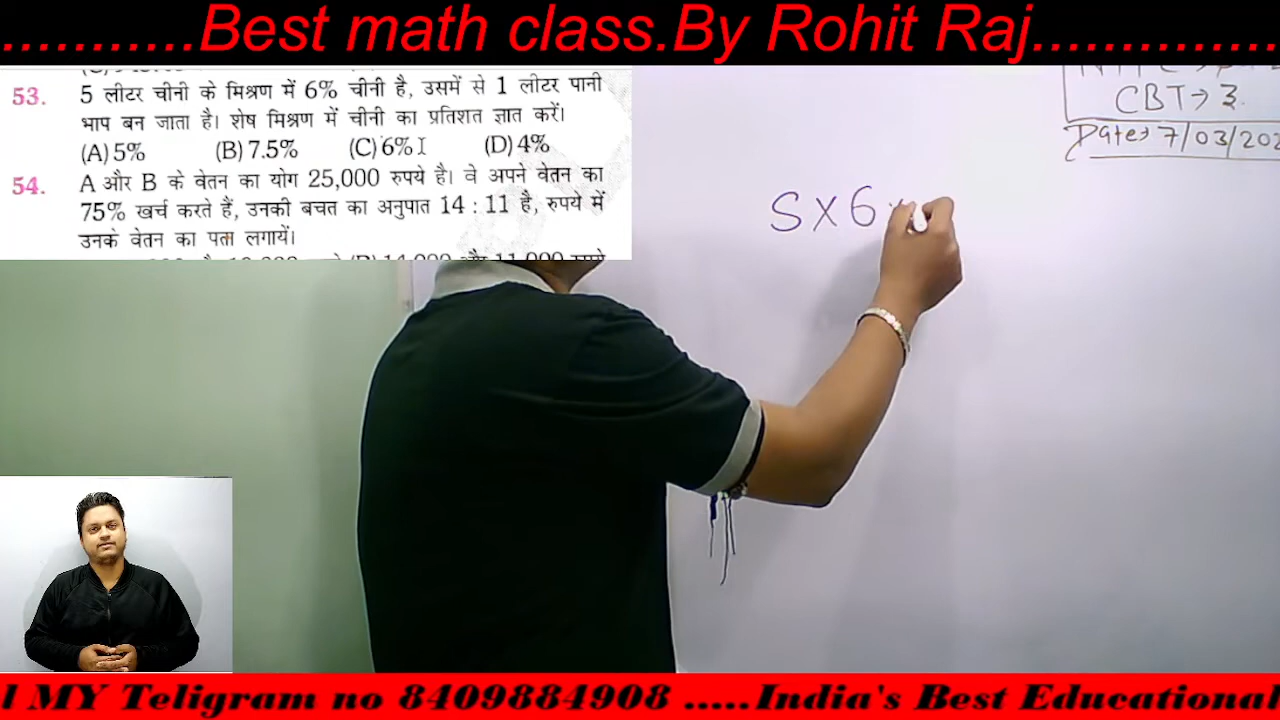 ...........Best math class.By Rohit Raj..............
53. 5 लीटर चीनी के मिश्रण में 6% चीनी है, उसमें से 1 लीटर पानी
भाप बन जाता है। शेष मिश्रण में चीनी का प्रतिशत ज्ञात करें।
(A) 5% (B) 7.5% (C) 6% (D) 4%
54. A और B के वेतन का योग 25,000 रुपये है। वे अपने वेतन का
75% खर्च करते हैं, उनकी बचत का अनुपात 14 : 11 है, रुपये में
उनके वेतन का पता लगायें।
CBT→ 3
Date→ 7/03/202
5 X 6
l MY Teligram no 8409884908 .....India's Best Educational